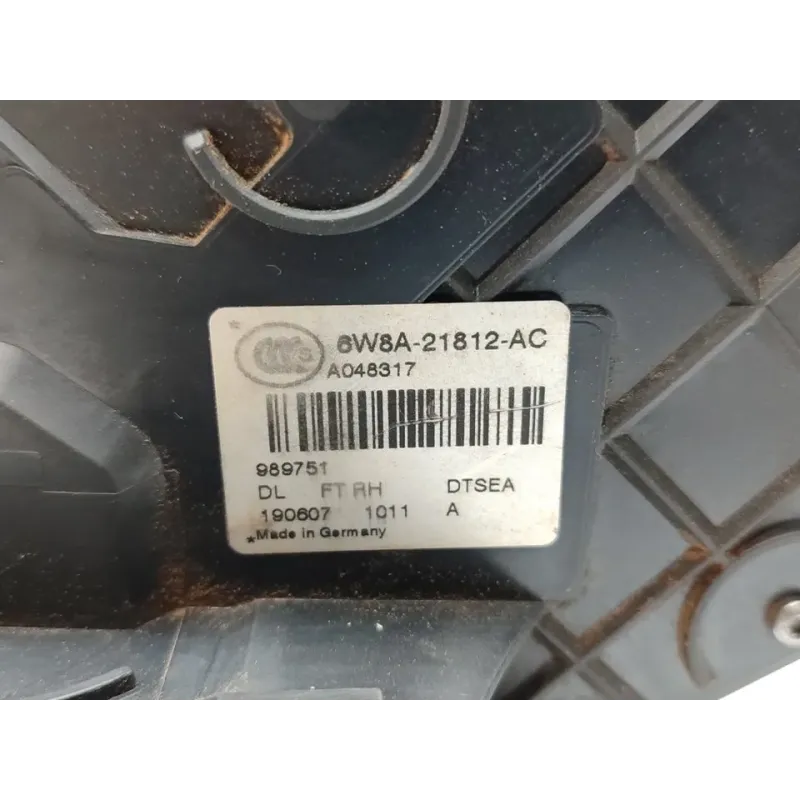 * 6W8A-21812-AC
A048317
989751
DL FT RH DTSEA
190607 1011 A
*Made in Germany